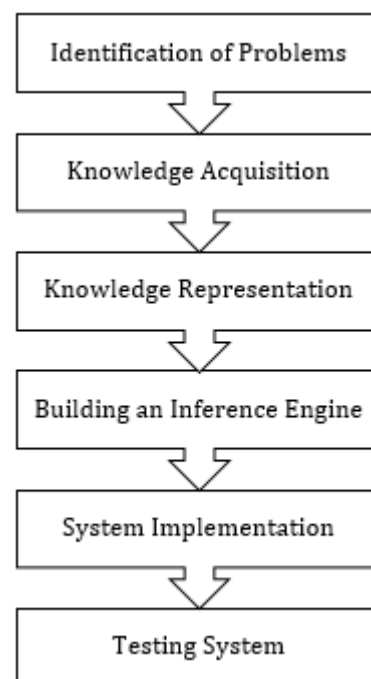 Identification of Problems
Knowledge Acquisition
Knowledge Representation
Building an Inference Engine
System Implementation
Testing System